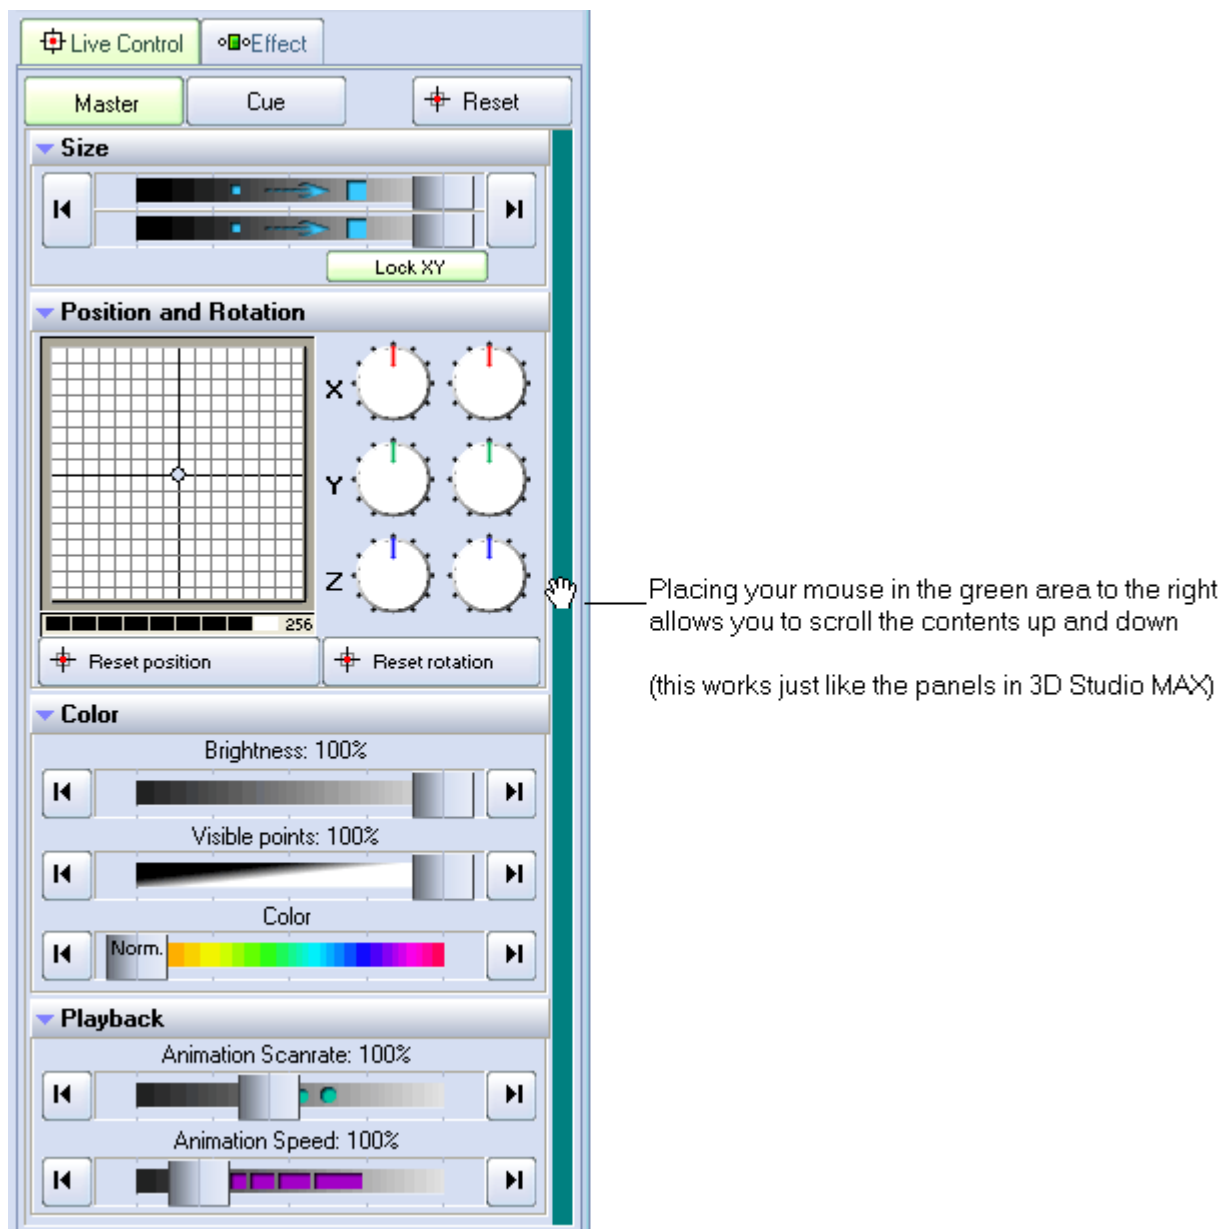 Live Control
Effect
Master
Cue
Reset
Size
Lock XY
Position and Rotation
X
Y
Z
256
Reset position
Reset rotation
Placing your mouse in the green area to the right
allows you to scroll the contents up and down
(this works just like the panels in 3D Studio MAX)
Color
Brightness: 100%
Visible points: 100%
Color
Norm.
Playback
Animation Scanrate: 100%
Animation Speed: 100%